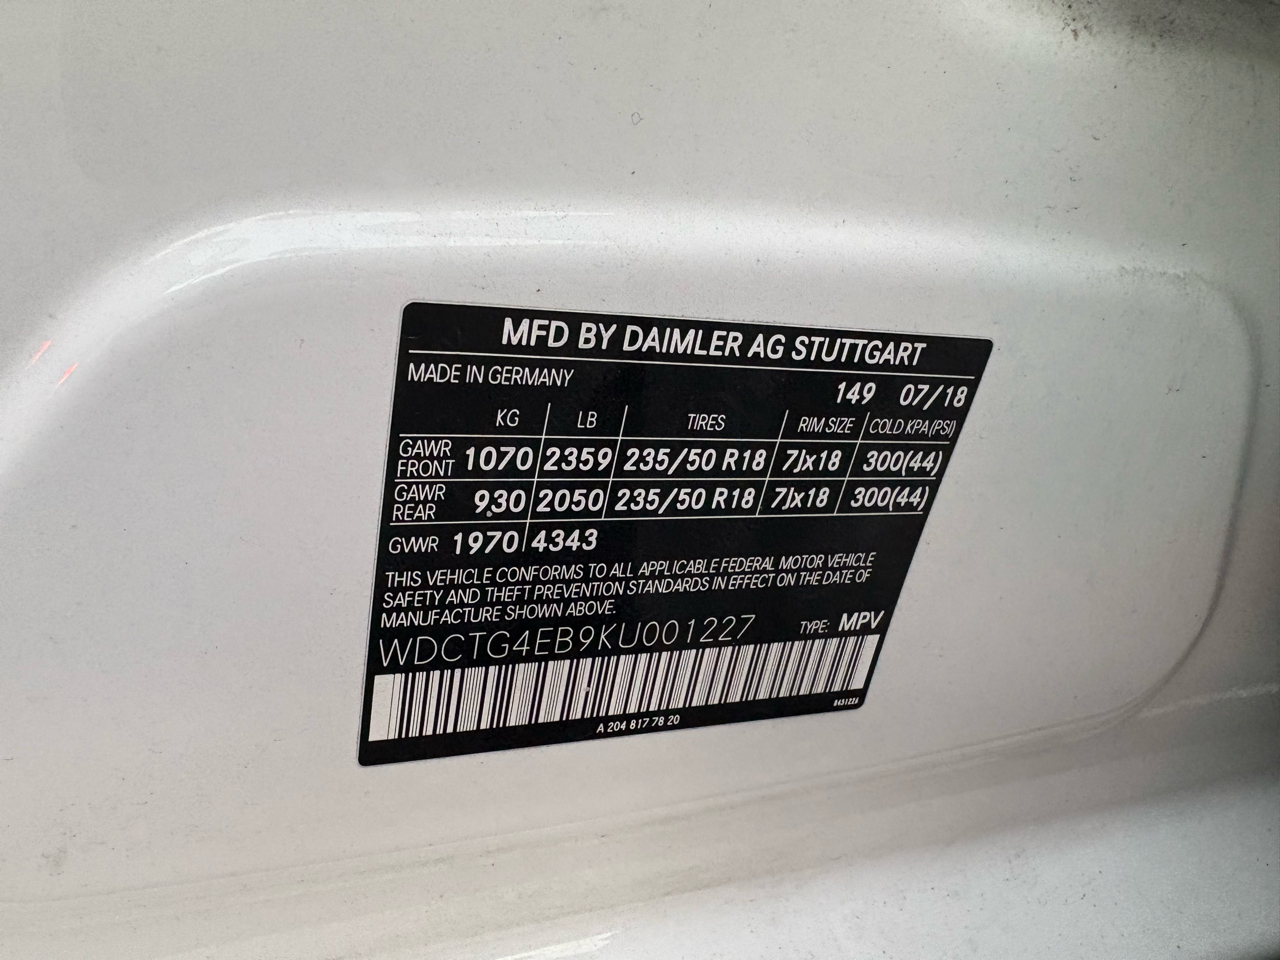 MFD BY DAIMLER AG STUTTGART
MADE IN GERMANY 149 07/18
KG LB TIRES RIM SIZE COLD KPA (PSI)
GAWR FRONT 1070 2359 235/50 R18 7Jx18 300(44)
GAWR REAR 930 2050 235/50 R18 7Jx18 300(44)
GVWR 1970 4343
THIS VEHICLE CONFORMS TO ALL APPLICABLE FEDERAL MOTOR VEHICLE
SAFETY AND THEFT PREVENTION STANDARDS IN EFFECT ON THE DATE OF
MANUFACTURE SHOWN ABOVE.
WDCTG4EB9KU001227 TYPE: MPV
A 204 817 78 20